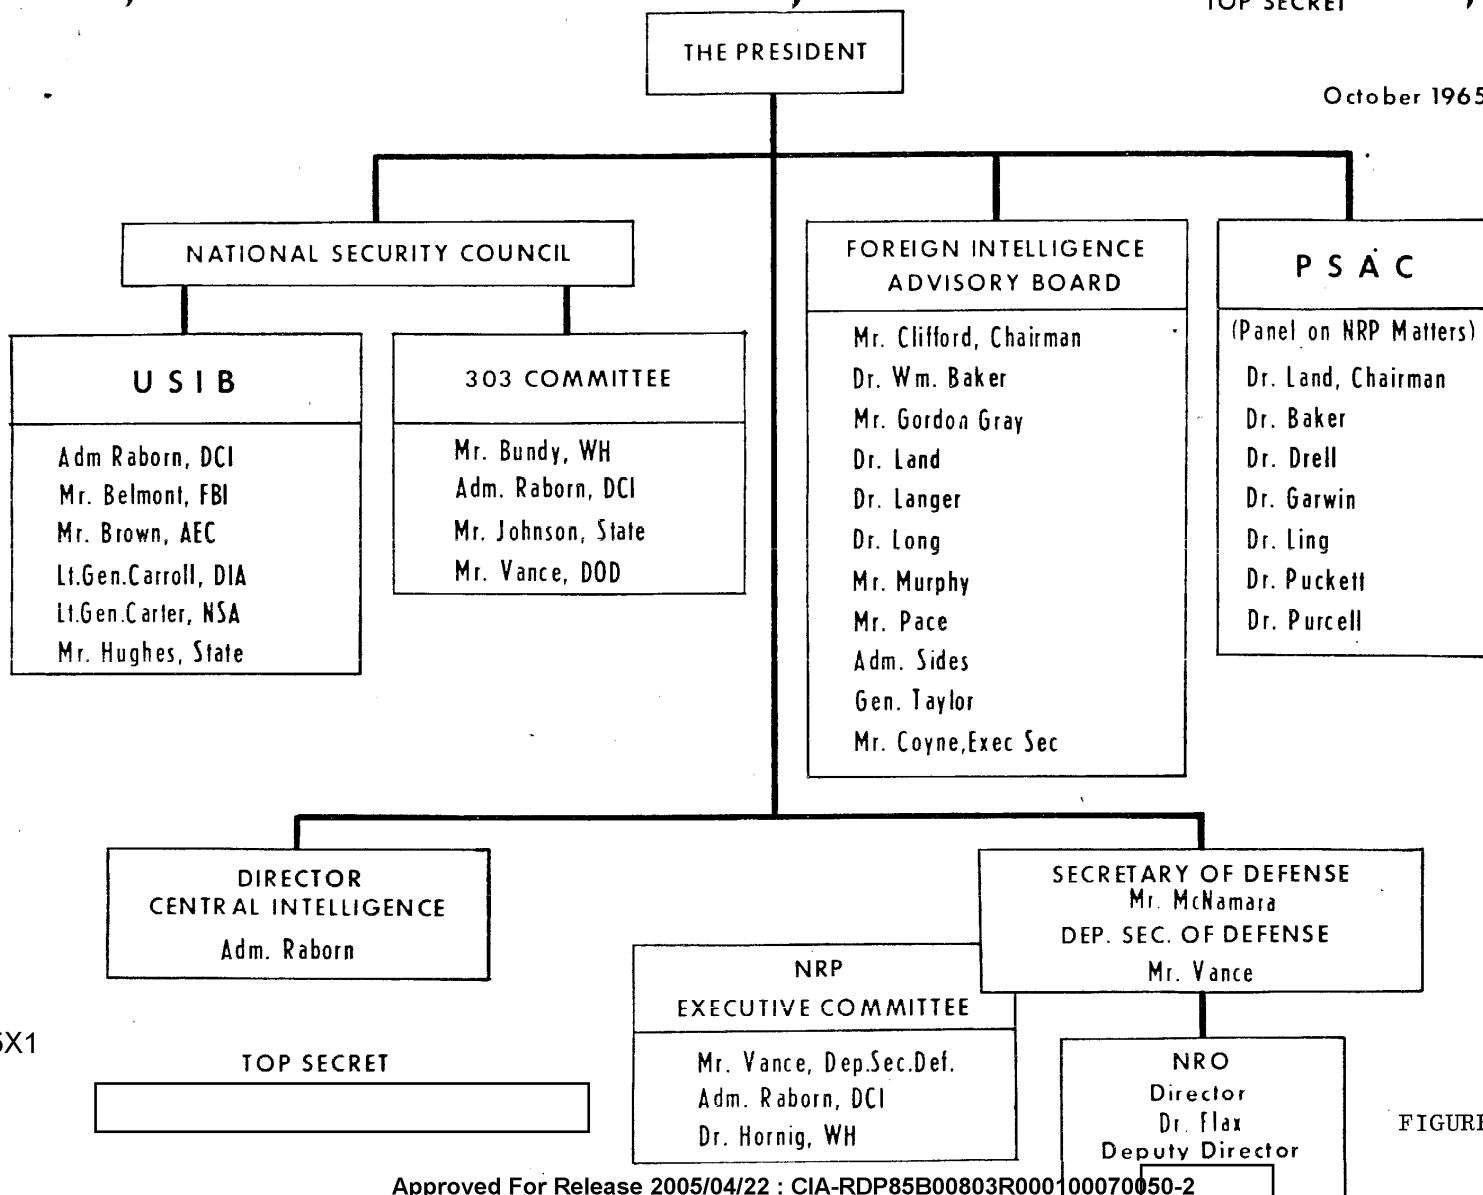 TOP SECRET
THE PRESIDENT
October 1965
NATIONAL SECURITY COUNCIL
USIB
Adm Raborn, DCI
Mr. Belmont, FBI
Mr. Brown, AEC
Lt.Gen.Carroll, DIA
Lt.Gen.Carter, NSA
Mr. Hughes, State
303 COMMITTEE
Mr. Bundy, WH
Adm. Raborn, DCI
Mr. Johnson, State
Mr. Vance, DOD
FOREIGN INTELLIGENCE
ADVISORY BOARD
Mr. Clifford, Chairman
Dr. Wm. Baker
Mr. Gordon Gray
Dr. Land
Dr. Langer
Dr. Long
Mr. Murphy
Mr. Pace
Adm. Sides
Gen. Taylor
Mr. Coyne,Exec Sec
PSAC
(Panel on NRP Matters)
Dr. Land, Chairman
Dr. Baker
Dr. Drell
Dr. Garwin
Dr. Ling
Dr. Puckett
Dr. Purcell
DIRECTOR
CENTRAL INTELLIGENCE
Adm. Raborn
SECRETARY OF DEFENSE
Mr. McNamara
DEP. SEC. OF DEFENSE
Mr. Vance
NRP
EXECUTIVE COMMITTEE
Mr. Vance, Dep.Sec.Def.
Adm. Raborn, DCI
Dr. Hornig, WH
NRO
Director
Dr. Flax
Deputy Director
5X1
TOP SECRET
FIGURE
Approved For Release 2005/04/22 : CIA-RDP85B00803R000100070050-2